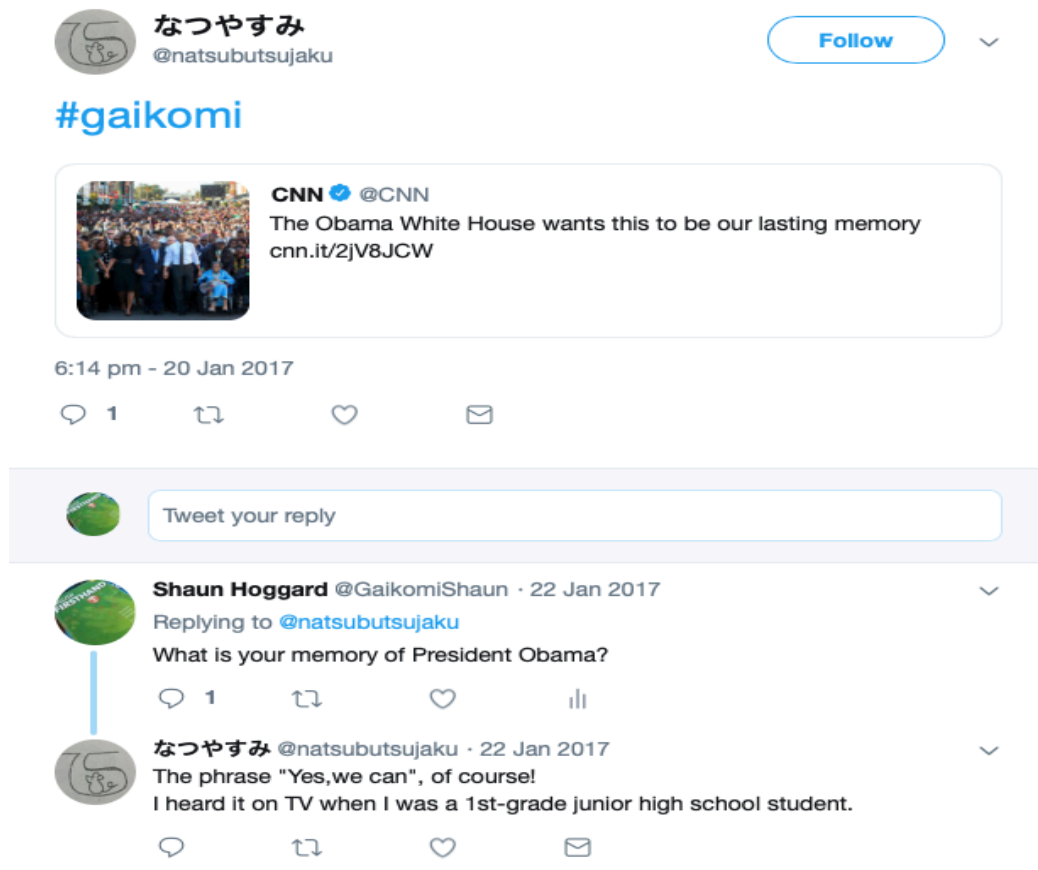 なつやすみ
@natsubutsujaku
Follow
#gaikomi
CNN @CNN
The Obama White House wants this to be our lasting memory
cnn.it/2jV8JCW
6:14 pm - 20 Jan 2017
1
Tweet your reply
Shaun Hoggard @GaikomiShaun · 22 Jan 2017
Replying to @natsubutsujaku
What is your memory of President Obama?
1
なつやすみ @natsubutsujaku · 22 Jan 2017
The phrase "Yes,we can", of course!
I heard it on TV when I was a 1st-grade junior high school student.
FIRSTHAND